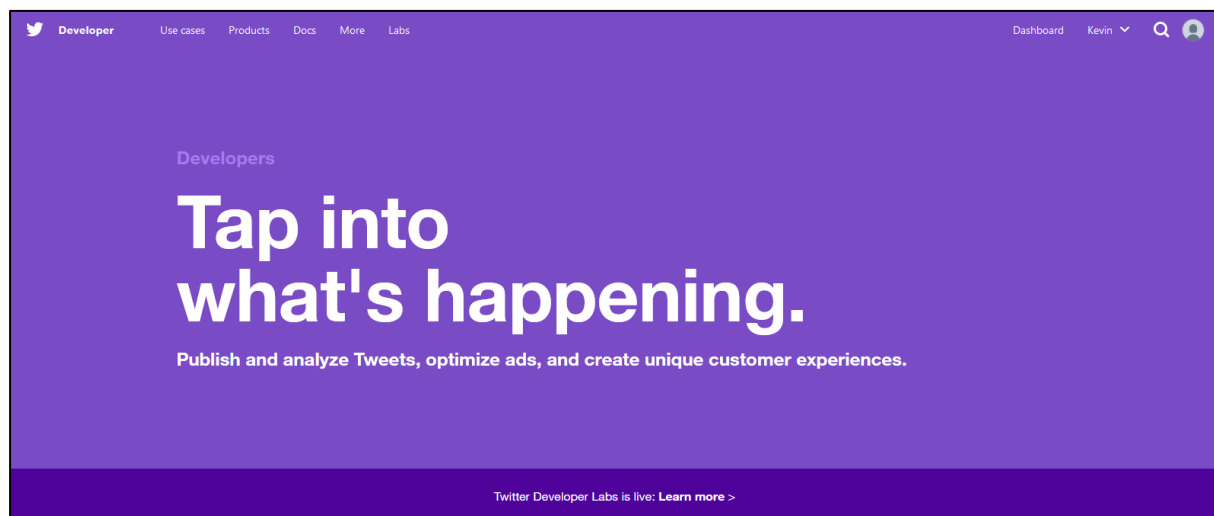 Developer Use cases Products Docs More Labs Dashboard Kevin
Developers
Tap into
what's happening.
Publish and analyze Tweets, optimize ads, and create unique customer experiences.
Twitter Developer Labs is live: Learn more >